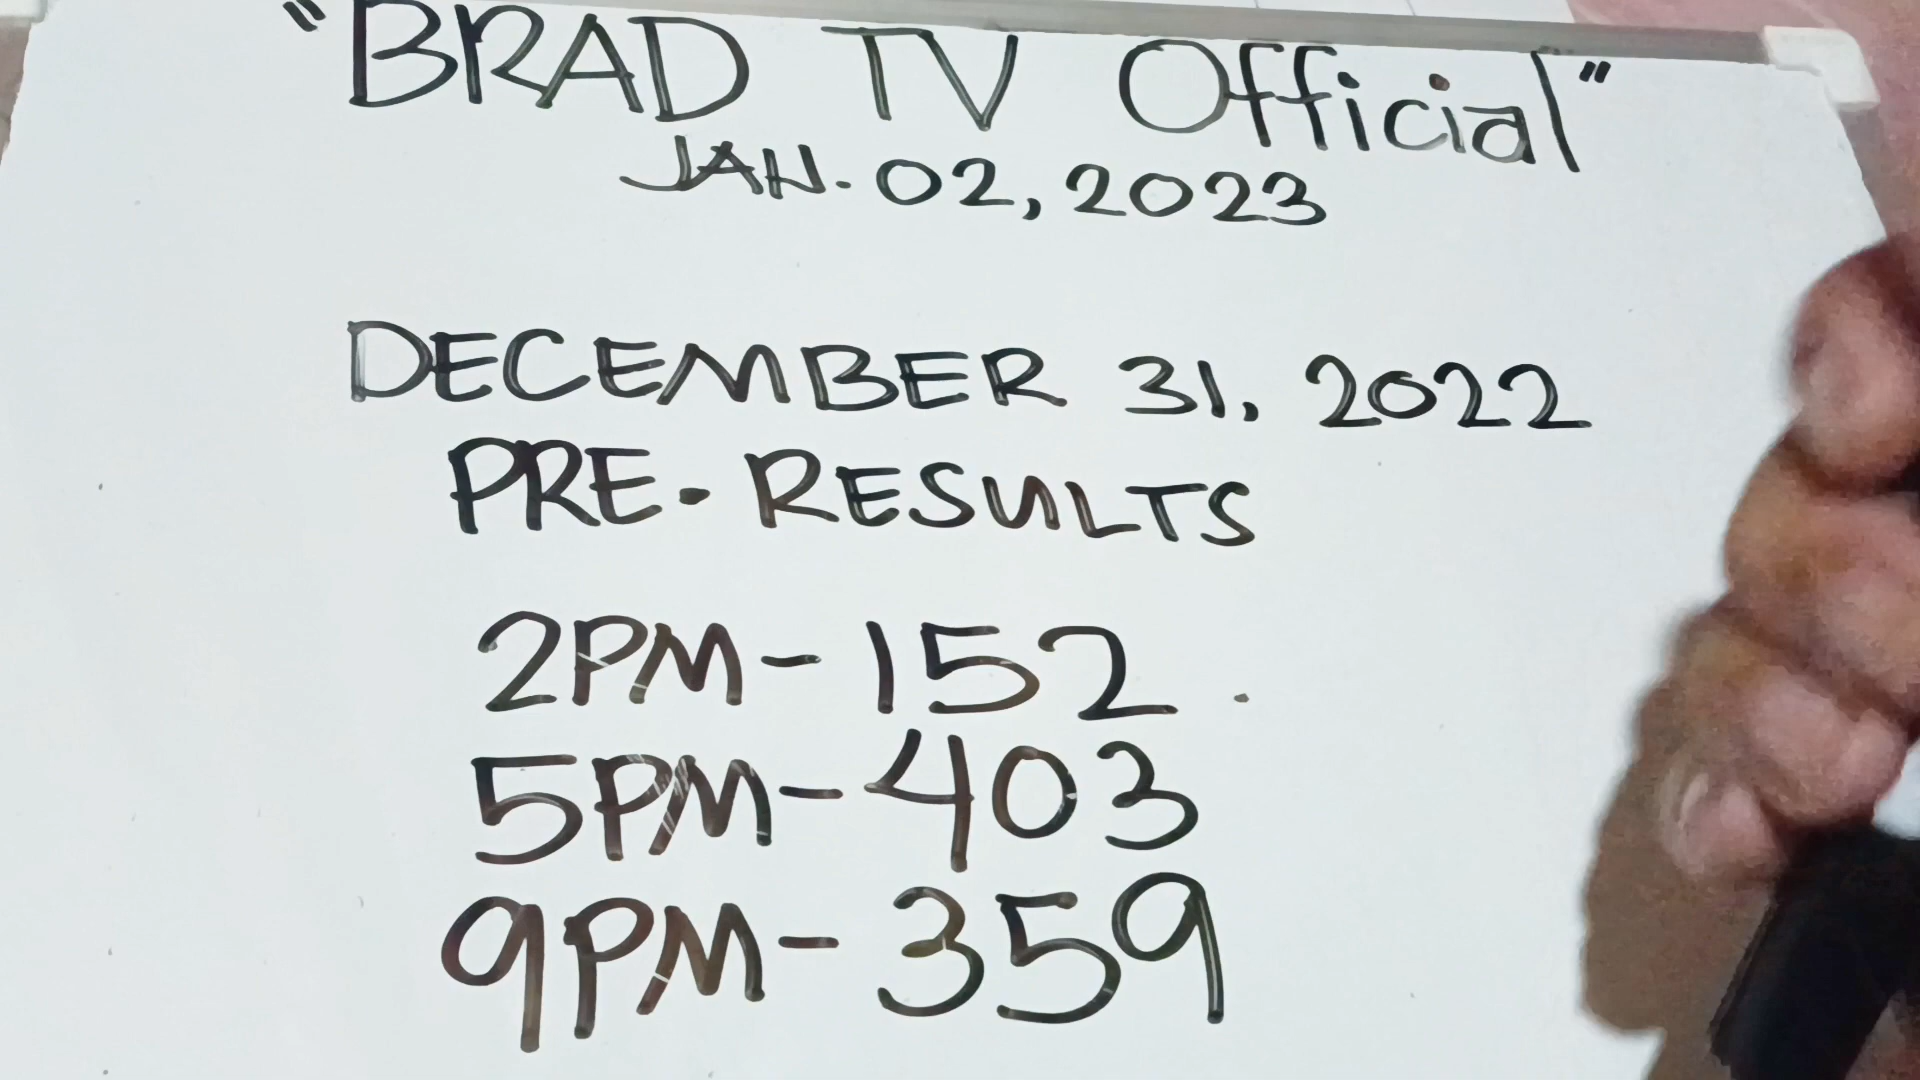 "BRAD TV Official"
JAN. 02, 2023
DECEMBER 31, 2022
PRE-RESULTS
2PM-152
5PM-403
9PM-359